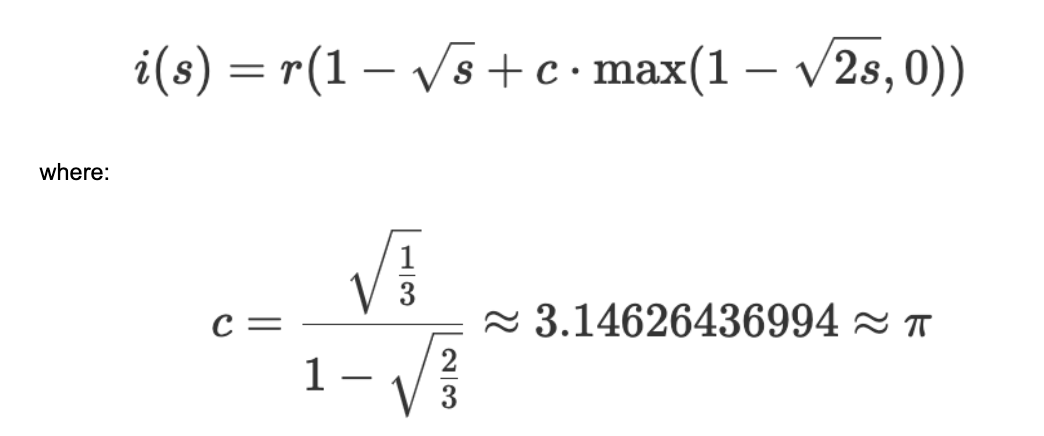 i(s) = r(1 − √s + c · max(1 − √2s, 0))
where:
c = √(1/3) / (1 − √(2/3)) ≈ 3.14626436994 ≈ π